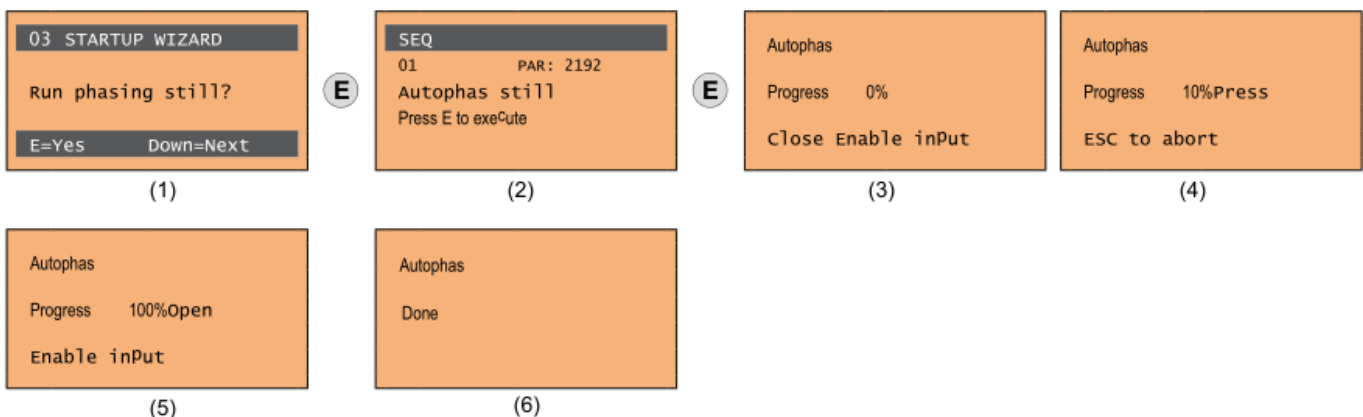 03 STARTUP WIZARD
Run phasing still?
E=Yes Down=Next
(1)
E
SEQ
01 PAR: 2192
Autophas still
Press E to execute
(2)
E
Autophas
Progress 0%
Close Enable inPut
(3)
Autophas
Progress 10%Press
ESC to abort
(4)
Autophas
Progress 100%Open
Enable inPut
(5)
Autophas
Done
(6)